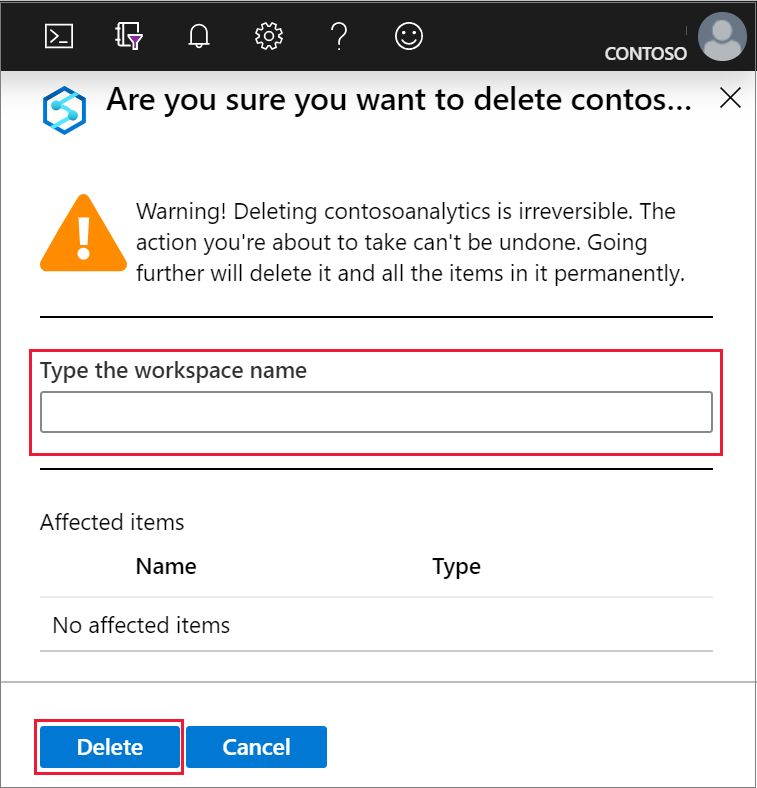 CONTOSO
Are you sure you want to delete contos...
Warning! Deleting contosoanalytics is irreversible. The
action you're about to take can't be undone. Going
further will delete it and all the items in it permanently.
Type the workspace name
Affected items
Name Type
No affected items
Delete Cancel